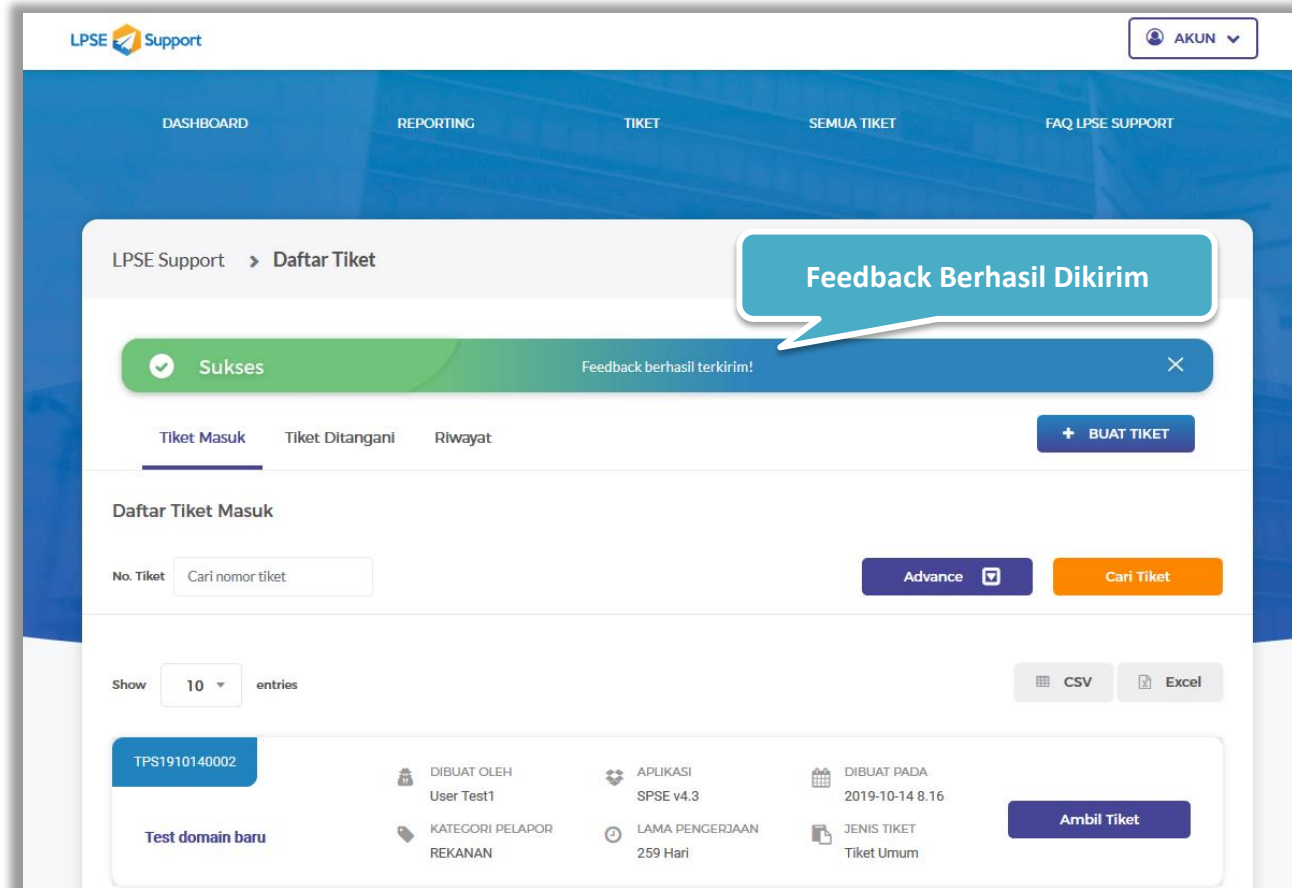 LPSE Support
AKUN
DASHBOARD REPORTING TIKET SEMUA TIKET FAQ LPSE SUPPORT
LPSE Support > Daftar Tiket
Feedback Berhasil Dikirim
Sukses Feedback berhasil terkirim!
Tiket Masuk Tiket Ditangani Riwayat + BUAT TIKET
Daftar Tiket Masuk
No. Tiket Cari nomor tiket Advance Cari Tiket
Show 10 entries CSV Excel
TPS1910140002
DIBUAT OLEH APLIKASI DIBUAT PADA
User Test1 SPSE v4.3 2019-10-14 8.16
Test domain baru Ambil Tiket
KATEGORI PELAPOR LAMA PENGERJAAN JENIS TIKET
REKANAN 259 Hari Tiket Umum